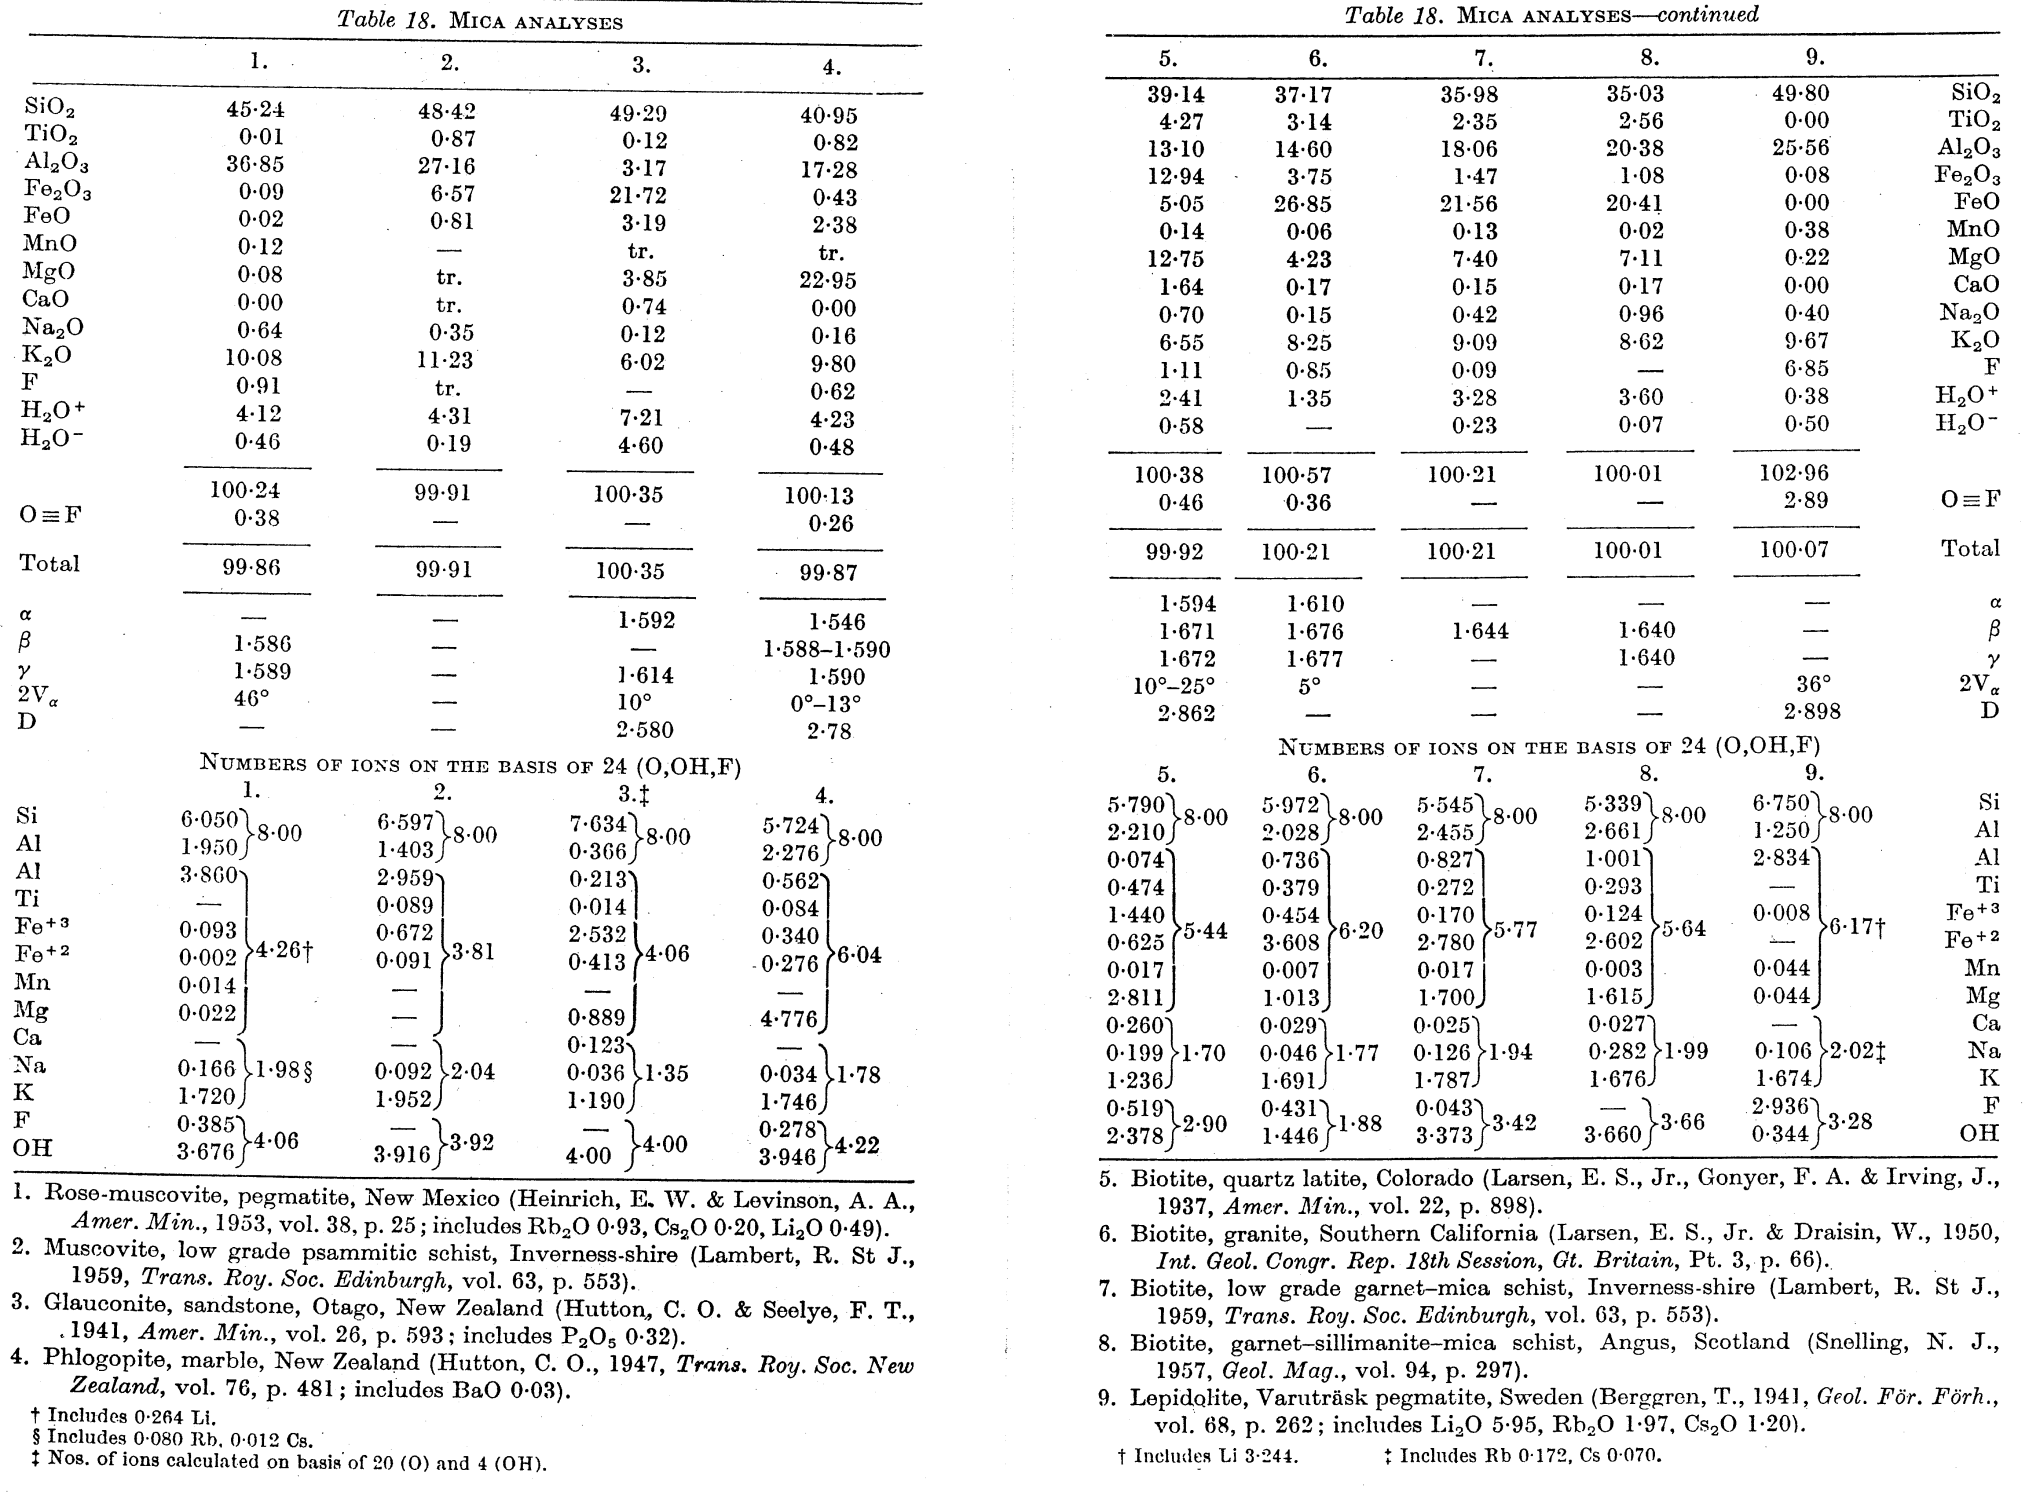 Table 18. MICA ANALYSES
1. 2. 3. 4.
SiO₂ 45·24 48·42 49·29 40·95
TiO₂ 0·01 0·87 0·12 0·82
Al₂O₃ 36·85 27·16 3·17 17·28
Fe₂O₃ 0·09 6·57 21·72 0·43
FeO 0·02 0·81 3·19 2·38
MnO 0·12 — tr. tr.
MgO 0·08 tr. 3·85 22·95
CaO 0·00 tr. 0·74 0·00
Na₂O 0·64 0·35 0·12 0·16
K₂O 10·08 11·23 6·02 9·80
F 0·91 tr. — 0·62
H₂O⁺ 4·12 4·31 7·21 4·23
H₂O⁻ 0·46 0·19 4·60 0·48
100·24 99·91 100·35 100·13
O≡F 0·38 — — 0·26
Total 99·86 99·91 100·35 99·87
α — — 1·592 1·546
β 1·586 — — 1·588–1·590
γ 1·589 — 1·614 1·590
2Vα 46° — 10° 0°–13°
D — — 2·580 2·78
NUMBERS OF IONS ON THE BASIS OF 24 (O,OH,F)
1. 2. 3.‡ 4.
Si 6·050 6·597 7·634 5·724
8·00 8·00 8·00 8·00
Al 1·950 1·403 0·366 2·276
Al 3·860 2·959 0·213 0·562
Ti — 0·089 0·014 0·084
Fe⁺³ 0·093 0·672 2·532 0·340
Fe⁺² 0·002 4·26† 0·091 3·81 0·413 4·06 0·276 6·04
Mn 0·014 — — —
Mg 0·022 — 0·889 4·776
Ca — — 0·123 —
Na 0·166 1·98§ 0·092 2·04 0·036 1·35 0·034 1·78
K 1·720 1·952 1·190 1·746
F 0·385 — — 0·278
4·06 3·92 4·00 4·22
OH 3·676 3·916 4·00 3·946
1. Rose-muscovite, pegmatite, New Mexico (Heinrich, E. W. & Levinson, A. A.,
Amer. Min., 1953, vol. 38, p. 25; includes Rb₂O 0·93, Cs₂O 0·20, Li₂O 0·49).
2. Muscovite, low grade psammitic schist, Inverness-shire (Lambert, R. St J.,
1959, Trans. Roy. Soc. Edinburgh, vol. 63, p. 553).
3. Glauconite, sandstone, Otago, New Zealand (Hutton, C. O. & Seelye, F. T.,
1941, Amer. Min., vol. 26, p. 593; includes P₂O₅ 0·32).
4. Phlogopite, marble, New Zealand (Hutton, C. O., 1947, Trans. Roy. Soc. New
Zealand, vol. 76, p. 481; includes BaO 0·03).
† Includes 0·264 Li.
§ Includes 0·080 Rb, 0·012 Cs.
‡ Nos. of ions calculated on basis of 20 (O) and 4 (OH).
Table 18. MICA ANALYSES—continued
5. 6. 7. 8. 9.
39·14 37·17 35·98 35·03 49·80 SiO₂
4·27 3·14 2·35 2·56 0·00 TiO₂
13·10 14·60 18·06 20·38 25·56 Al₂O₃
12·94 3·75 1·47 1·08 0·08 Fe₂O₃
5·05 26·85 21·56 20·41 0·00 FeO
0·14 0·06 0·13 0·02 0·38 MnO
12·75 4·23 7·40 7·11 0·22 MgO
1·64 0·17 0·15 0·17 0·00 CaO
0·70 0·15 0·42 0·96 0·40 Na₂O
6·55 8·25 9·09 8·62 9·67 K₂O
1·11 0·85 0·09 — 6·85 F
2·41 1·35 3·28 3·60 0·38 H₂O⁺
0·58 — 0·23 0·07 0·50 H₂O⁻
100·38 100·57 100·21 100·01 102·96
0·46 0·36 — — 2·89 O≡F
99·92 100·21 100·21 100·01 100·07 Total
1·594 1·610 — — — α
1·671 1·676 1·644 1·640 — β
1·672 1·677 — 1·640 — γ
10°–25° 5° — — 36° 2Vα
2·862 — — — 2·898 D
NUMBERS OF IONS ON THE BASIS OF 24 (O,OH,F)
5. 6. 7. 8. 9.
5·790 5·972 5·545 5·339 6·750 Si
8·00 8·00 8·00 8·00 8·00
2·210 2·028 2·455 2·661 1·250 Al
0·074 0·736 0·827 1·001 2·834 Al
0·474 0·379 0·272 0·293 — Ti
1·440 0·454 0·170 0·124 0·008 Fe⁺³
5·44 6·20 5·77 5·64 6·17†
0·625 3·608 2·780 2·602 — Fe⁺²
0·017 0·007 0·017 0·003 0·044 Mn
2·811 1·013 1·700 1·615 0·044 Mg
0·260 0·029 0·025 0·027 — Ca
0·199 1·70 0·046 1·77 0·126 1·94 0·282 1·99 0·106 2·02‡ Na
1·236 1·691 1·787 1·676 1·674 K
0·519 0·431 0·043 — 2·936 F
2·90 1·88 3·42 3·66 3·28
2·378 1·446 3·373 3·660 0·344 OH
5. Biotite, quartz latite, Colorado (Larsen, E. S., Jr., Gonyer, F. A. & Irving, J.,
1937, Amer. Min., vol. 22, p. 898).
6. Biotite, granite, Southern California (Larsen, E. S., Jr. & Draisin, W., 1950,
Int. Geol. Congr. Rep. 18th Session, Gt. Britain, Pt. 3, p. 66).
7. Biotite, low grade garnet–mica schist, Inverness-shire (Lambert, R. St J.,
1959, Trans. Roy. Soc. Edinburgh, vol. 63, p. 553).
8. Biotite, garnet–sillimanite–mica schist, Angus, Scotland (Snelling, N. J.,
1957, Geol. Mag., vol. 94, p. 297).
9. Lepidolite, Varuträsk pegmatite, Sweden (Berggren, T., 1941, Geol. För. Förh.,
vol. 68, p. 262; includes Li₂O 5·95, Rb₂O 1·97, Cs₂O 1·20).
† Includes Li 3·244. ‡ Includes Rb 0·172, Cs 0·070.